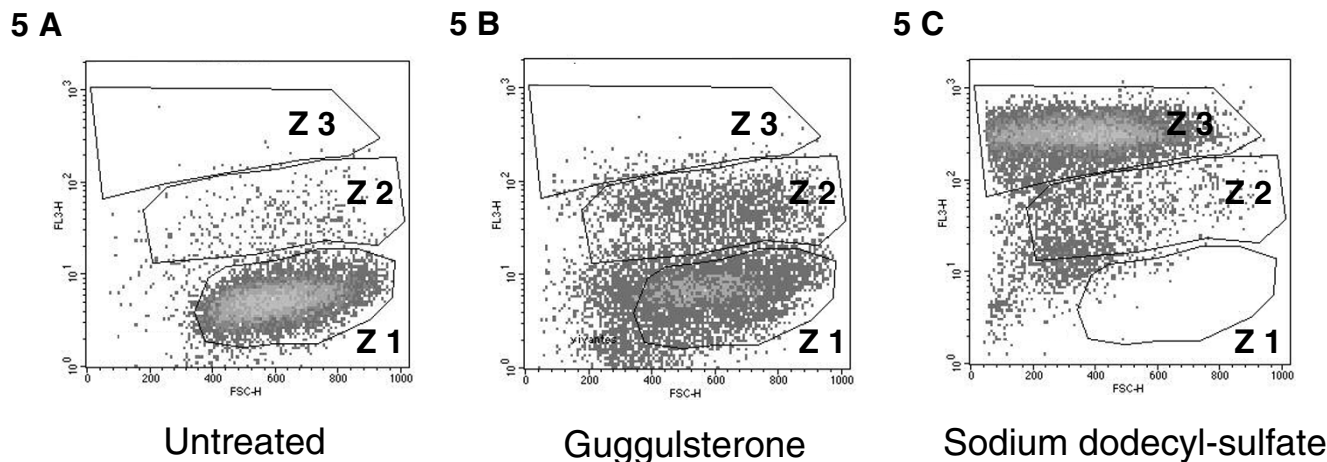 5 A
5 B
5 C
10^3
10^2
10^1
10^0
FL3-H
Z 3
Z 2
Z 1
0 200 400 600 800 1000
FSC-H
10^3
10^2
10^1
10^0
FL3-H
Z 3
Z 2
Z 1
vivantes
0 200 400 600 800 1000
FSC-H
10^3
10^2
10^1
10^0
FL3-H
Z 3
Z 2
Z 1
0 200 400 600 800 1000
FSC-H
Untreated
Guggulsterone
Sodium dodecyl-sulfate